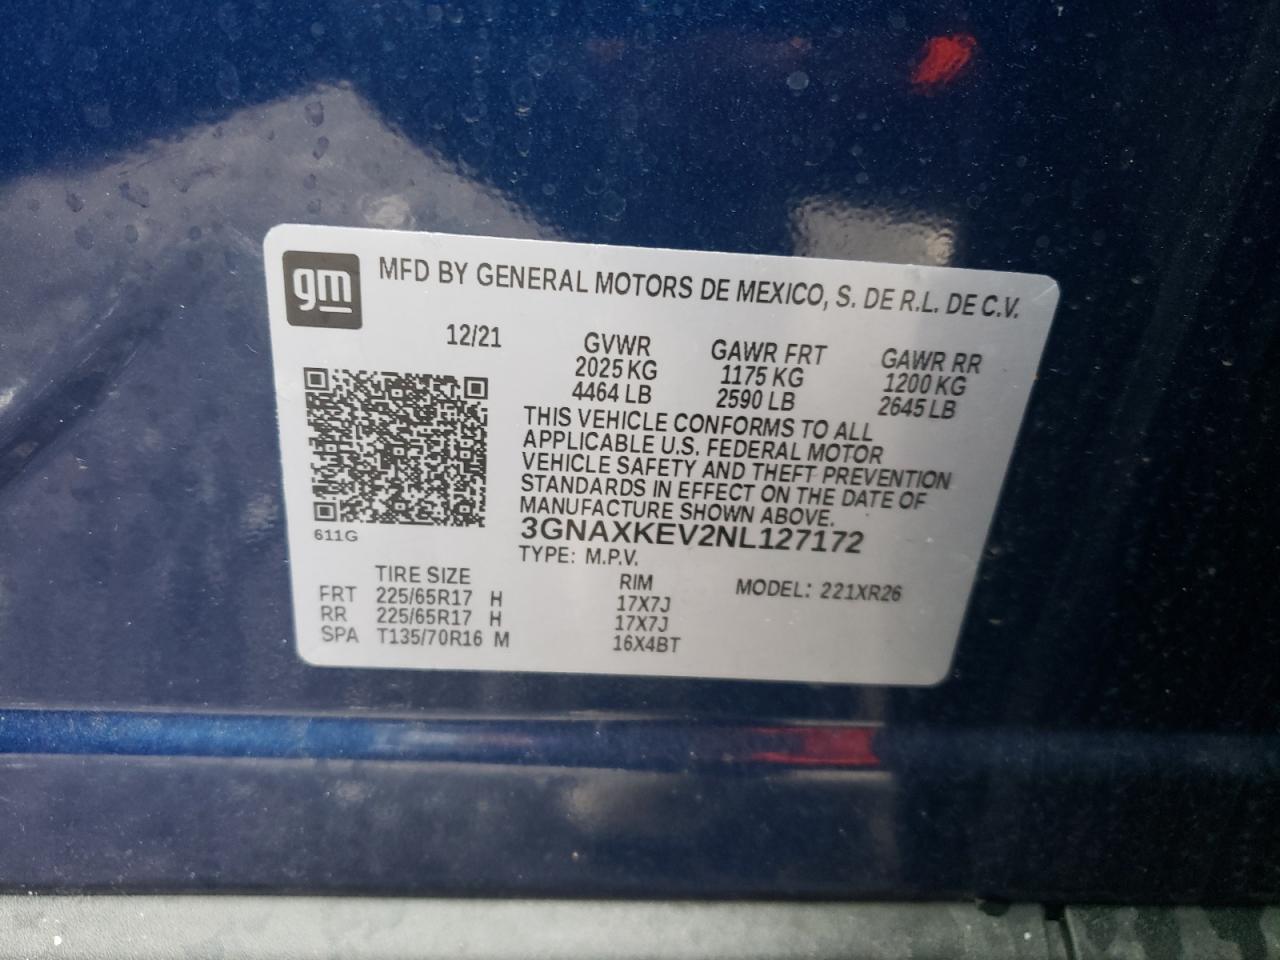 gm MFD BY GENERAL MOTORS DE MEXICO, S. DE R.L. DE C.V.
12/21 GVWR GAWR FRT GAWR RR
2025 KG 1175 KG 1200 KG
4464 LB 2590 LB 2645 LB
THIS VEHICLE CONFORMS TO ALL
APPLICABLE U.S. FEDERAL MOTOR
VEHICLE SAFETY AND THEFT PREVENTION
STANDARDS IN EFFECT ON THE DATE OF
MANUFACTURE SHOWN ABOVE.
611G 3GNAXKEV2NL127172
TYPE: M.P.V.
TIRE SIZE RIM MODEL: 221XR26
FRT 225/65R17 H 17X7J
RR 225/65R17 H 17X7J
SPA T135/70R16 M 16X4BT